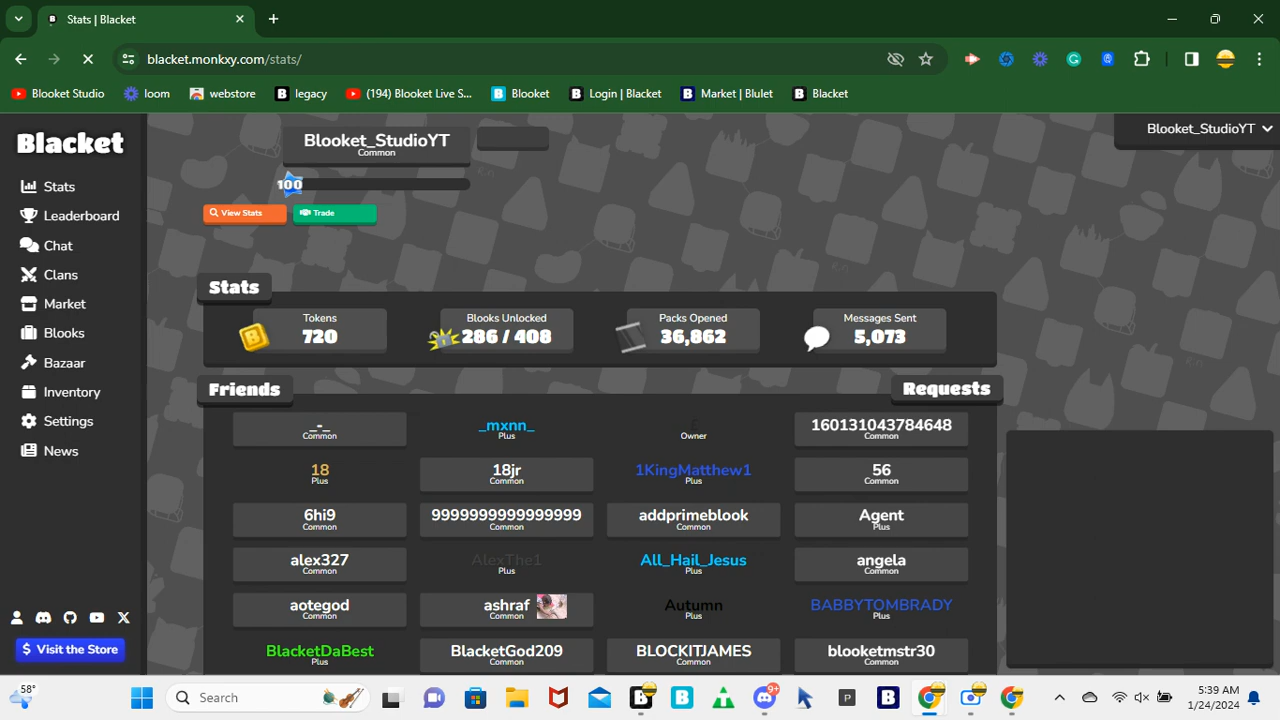 Stats | Blacket
blacket.monkxy.com/stats/
Blooket Studio
loom
webstore
legacy
(194) Blooket Live S...
Blooket
Login | Blacket
Market | Blulet
Blacket
Blacket
Blooket_StudioYT
Common
Blooket_StudioYT
100
View Stats
Trade
Stats
Leaderboard
Chat
Clans
Market
Blooks
Bazaar
Inventory
Settings
News
Visit the Store
Stats
Tokens
720
Blooks Unlocked
286 / 408
Packs Opened
36,862
Messages Sent
5,073
Friends
Requests
_-_
Common
_mxnn_
Plus
E
Owner
160131043784648
Common
18
Plus
18jr
Common
1KingMatthew1
Plus
56
Common
6hi9
Common
9999999999999999
Common
addprimeblook
Common
Agent
Plus
alex327
Common
AlexThe1
Plus
All_Hail_Jesus
Plus
angela
Common
aotegod
Common
ashraf
Common
Autumn
Plus
BABBYTOMBRADY
Plus
BlacketDaBest
Plus
BlacketGod209
Common
BLOCKITJAMES
Common
blooketmstr30
Common
58°
Search
9+
5:39 AM
1/24/2024